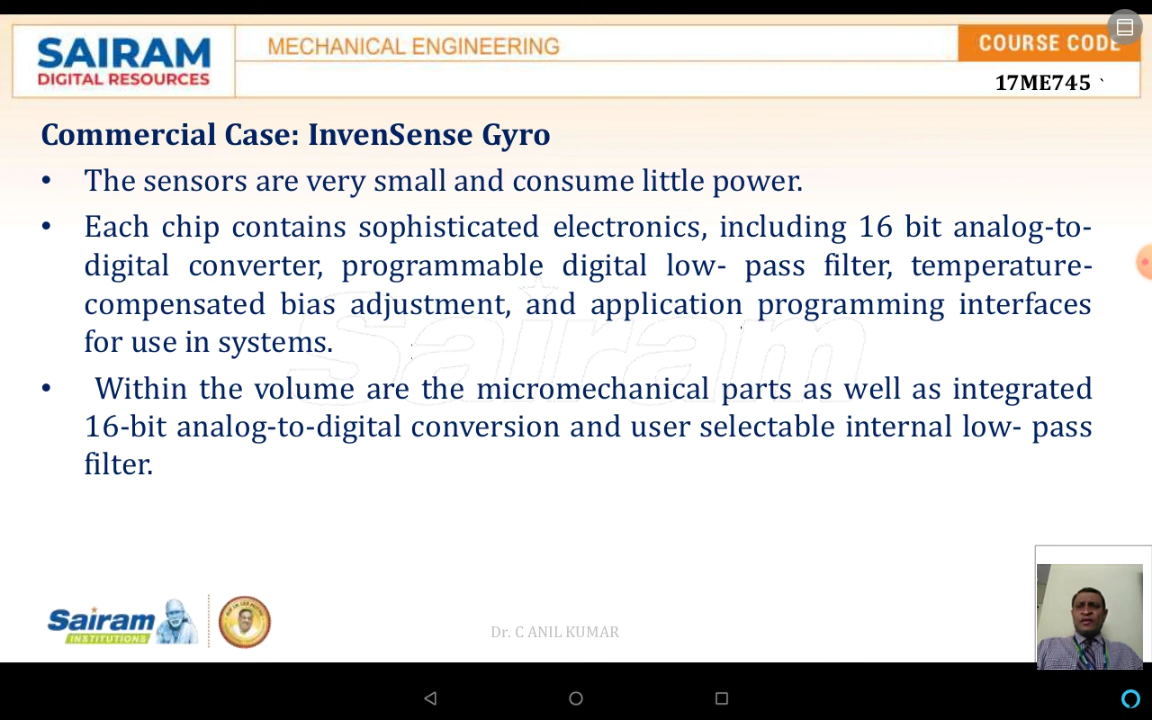 SAIRAM
DIGITAL RESOURCES
MECHANICAL ENGINEERING
COURSE CODE
17ME745 `
Commercial Case: InvenSense Gyro
• The sensors are very small and consume little power.
• Each chip contains sophisticated electronics, including 16 bit analog-to-
digital converter, programmable digital low- pass filter, temperature-
compensated bias adjustment, and application programming interfaces
for use in systems.
• Within the volume are the micromechanical parts as well as integrated
16-bit analog-to-digital conversion and user selectable internal low- pass
filter.
Sairam
Sairam
INSTITUTIONS
Dr. C ANIL KUMAR